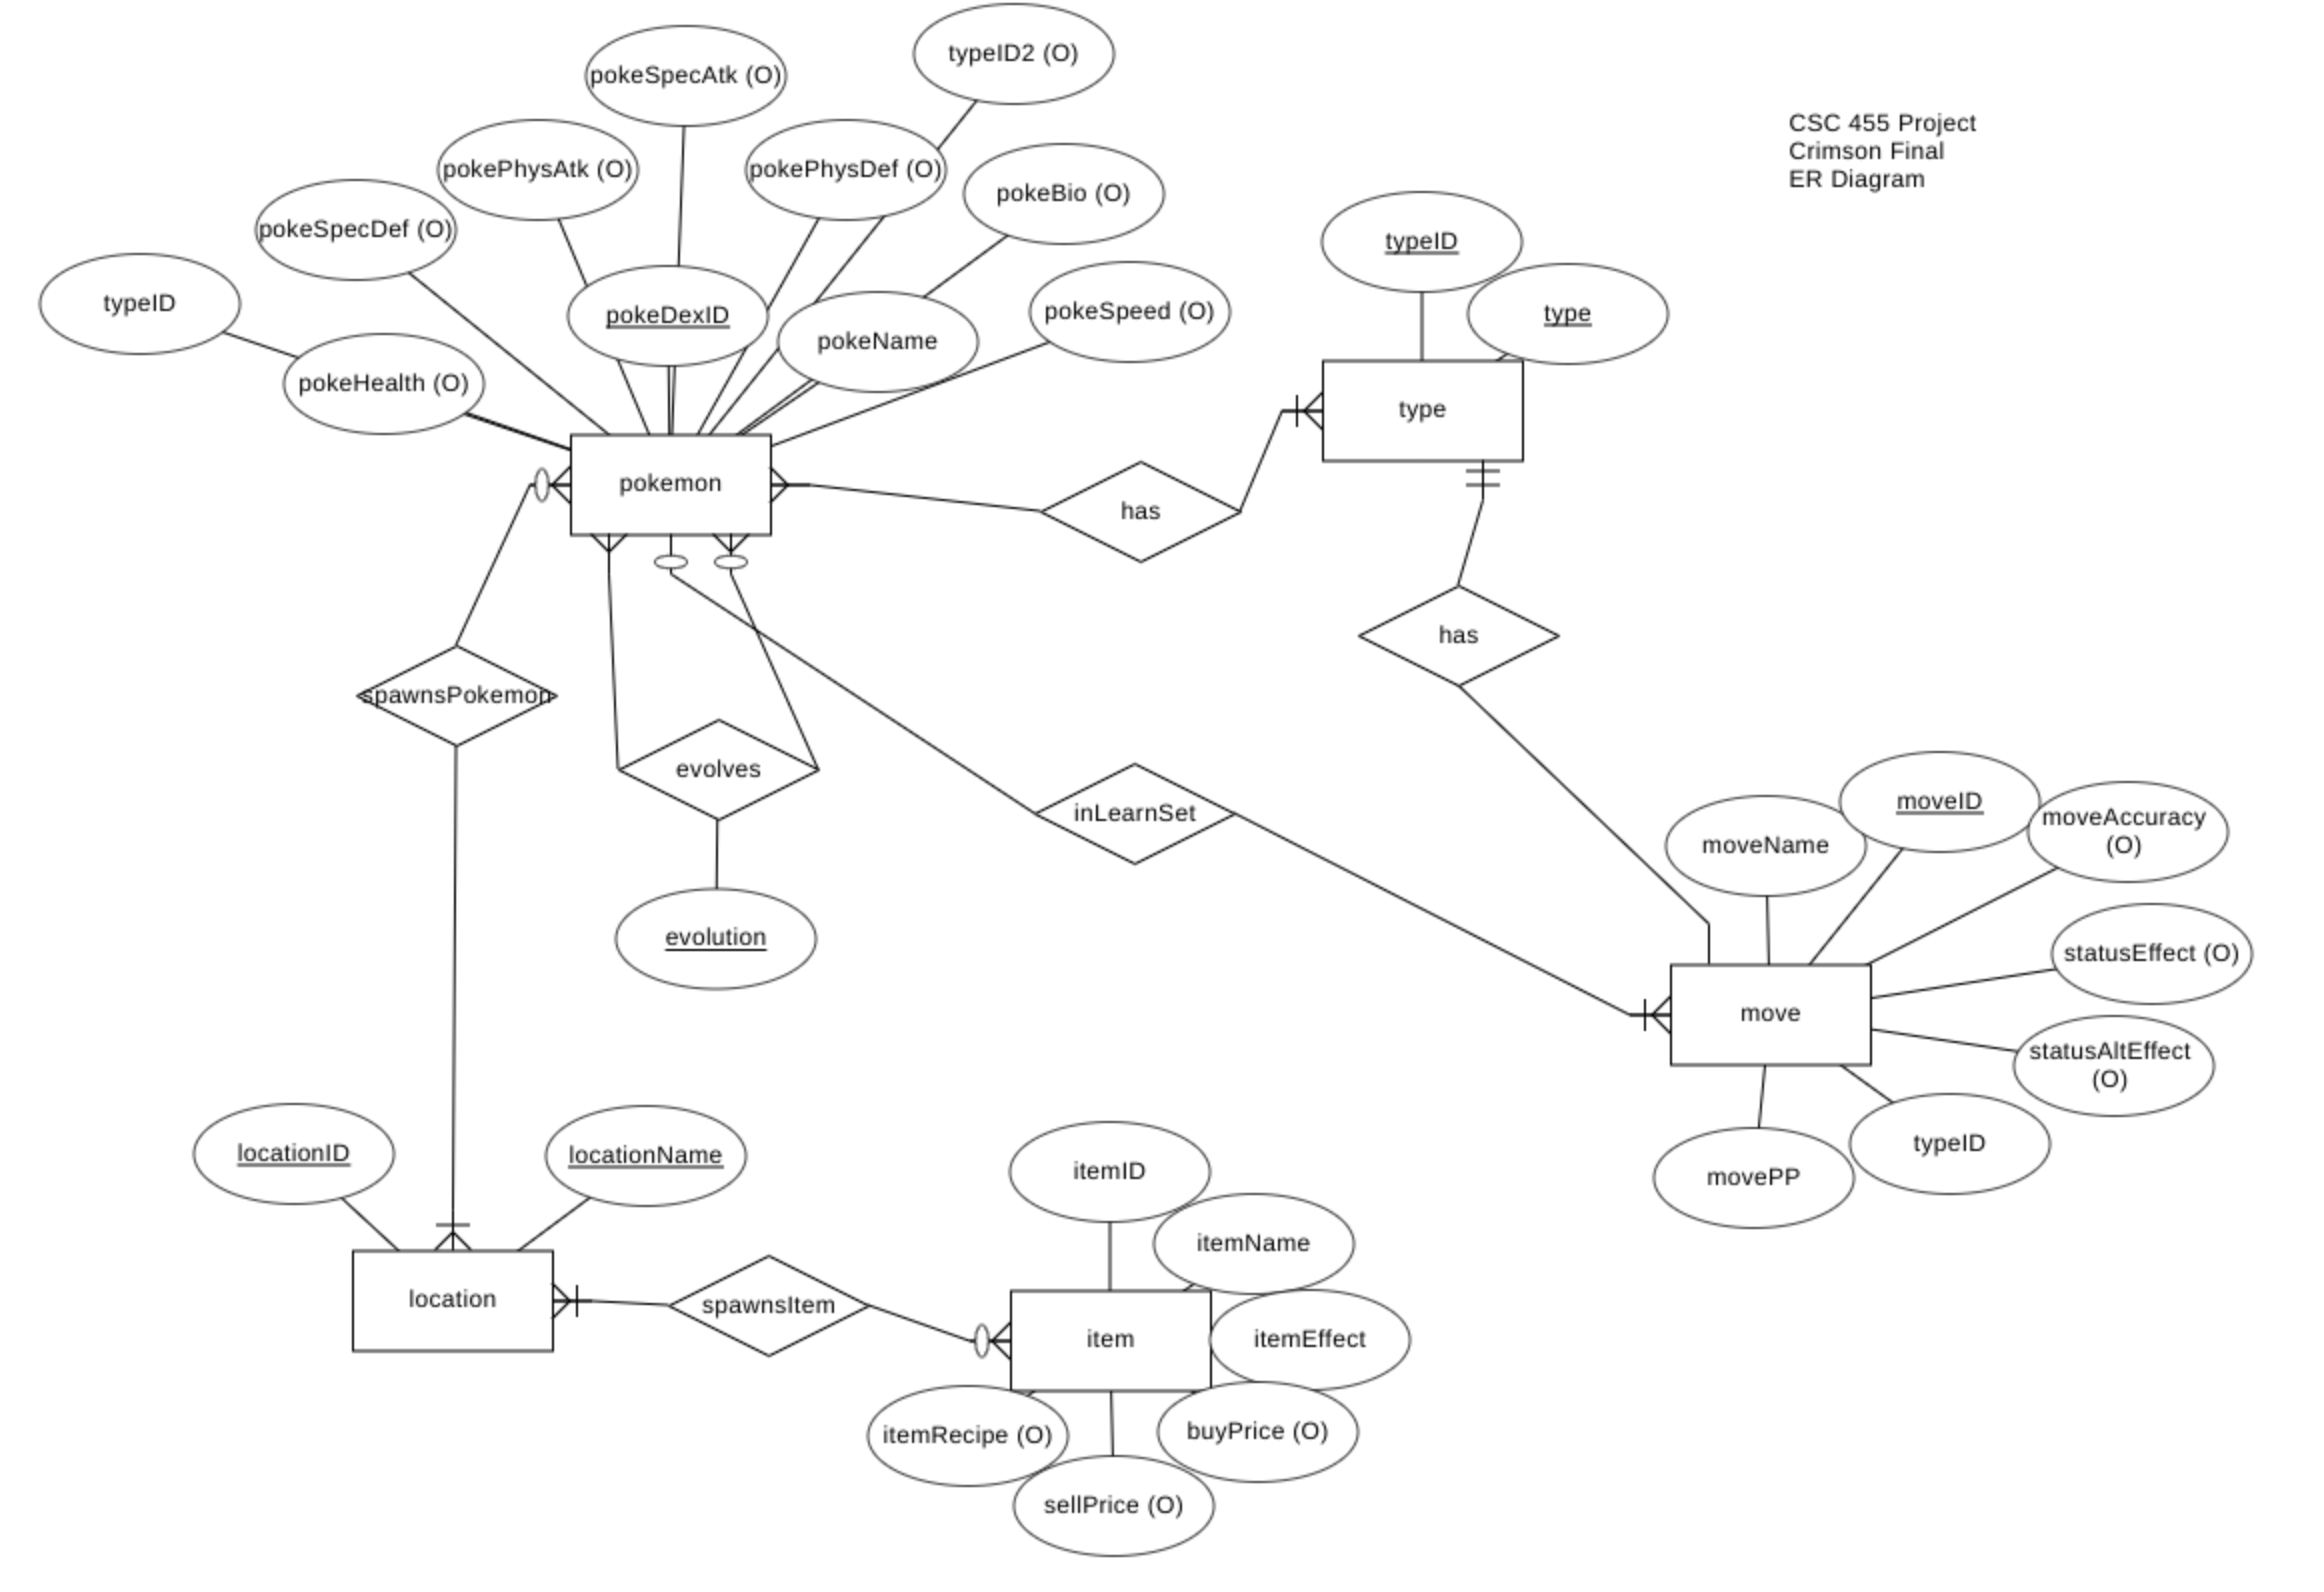 typeID2 (O)
pokeSpecAtk (O)
CSC 455 Project
Crimson Final
ER Diagram
pokePhysAtk (O)
pokePhysDef (O)
pokeBio (O)
pokeSpecDef (O)
typeID
typeID
pokeDexID
pokeName
pokeSpeed (O)
type
pokeHealth (O)
type
pokemon
has
has
spawnsPokemon
evolves
inLearnSet
moveName
moveID
moveAccuracy
(O)
evolution
statusEffect (O)
move
statusAltEffect
(O)
typeID
movePP
locationID
locationName
itemID
itemName
location
spawnsItem
item
itemEffect
itemRecipe (O)
buyPrice (O)
sellPrice (O)